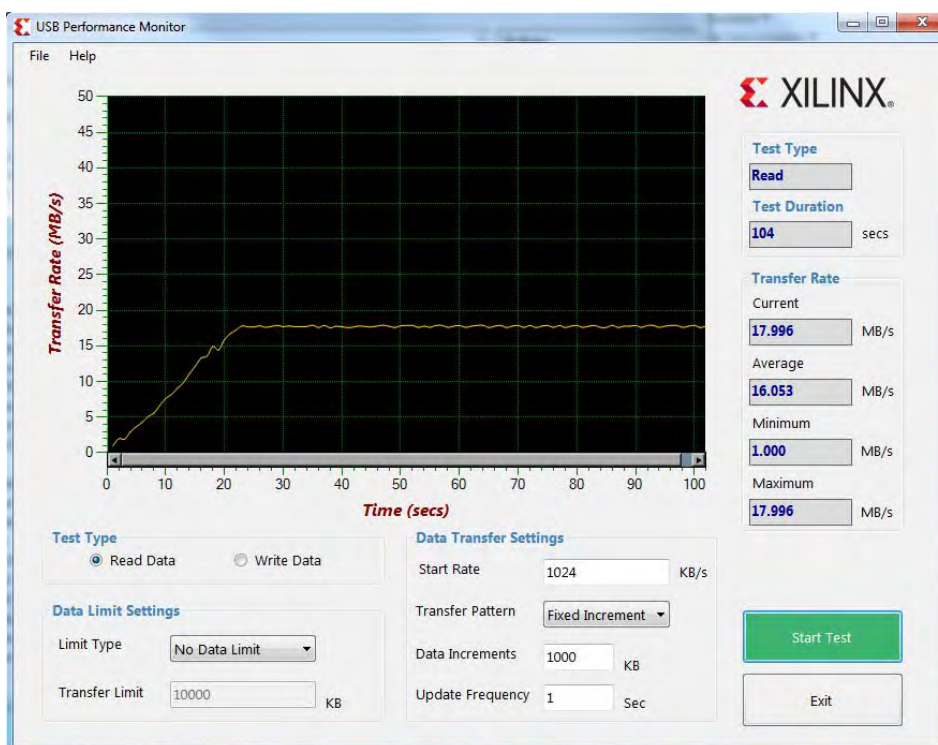 USB Performance Monitor
File Help
XILINX®
50
45
40
35
30
25
20
15
10
5
0
Transfer Rate (MB/s)
0 10 20 30 40 50 60 70 80 90 100
Time (secs)
Test Type
Read
Test Duration
104 secs
Transfer Rate
Current
17.996 MB/s
Average
16.053 MB/s
Minimum
1.000 MB/s
Maximum
17.996 MB/s
Test Type
Read Data Write Data
Data Limit Settings
Limit Type No Data Limit
Transfer Limit 10000 KB
Data Transfer Settings
Start Rate 1024 KB/s
Transfer Pattern Fixed Increment
Data Increments 1000 KB
Update Frequency 1 Sec
Start Test
Exit